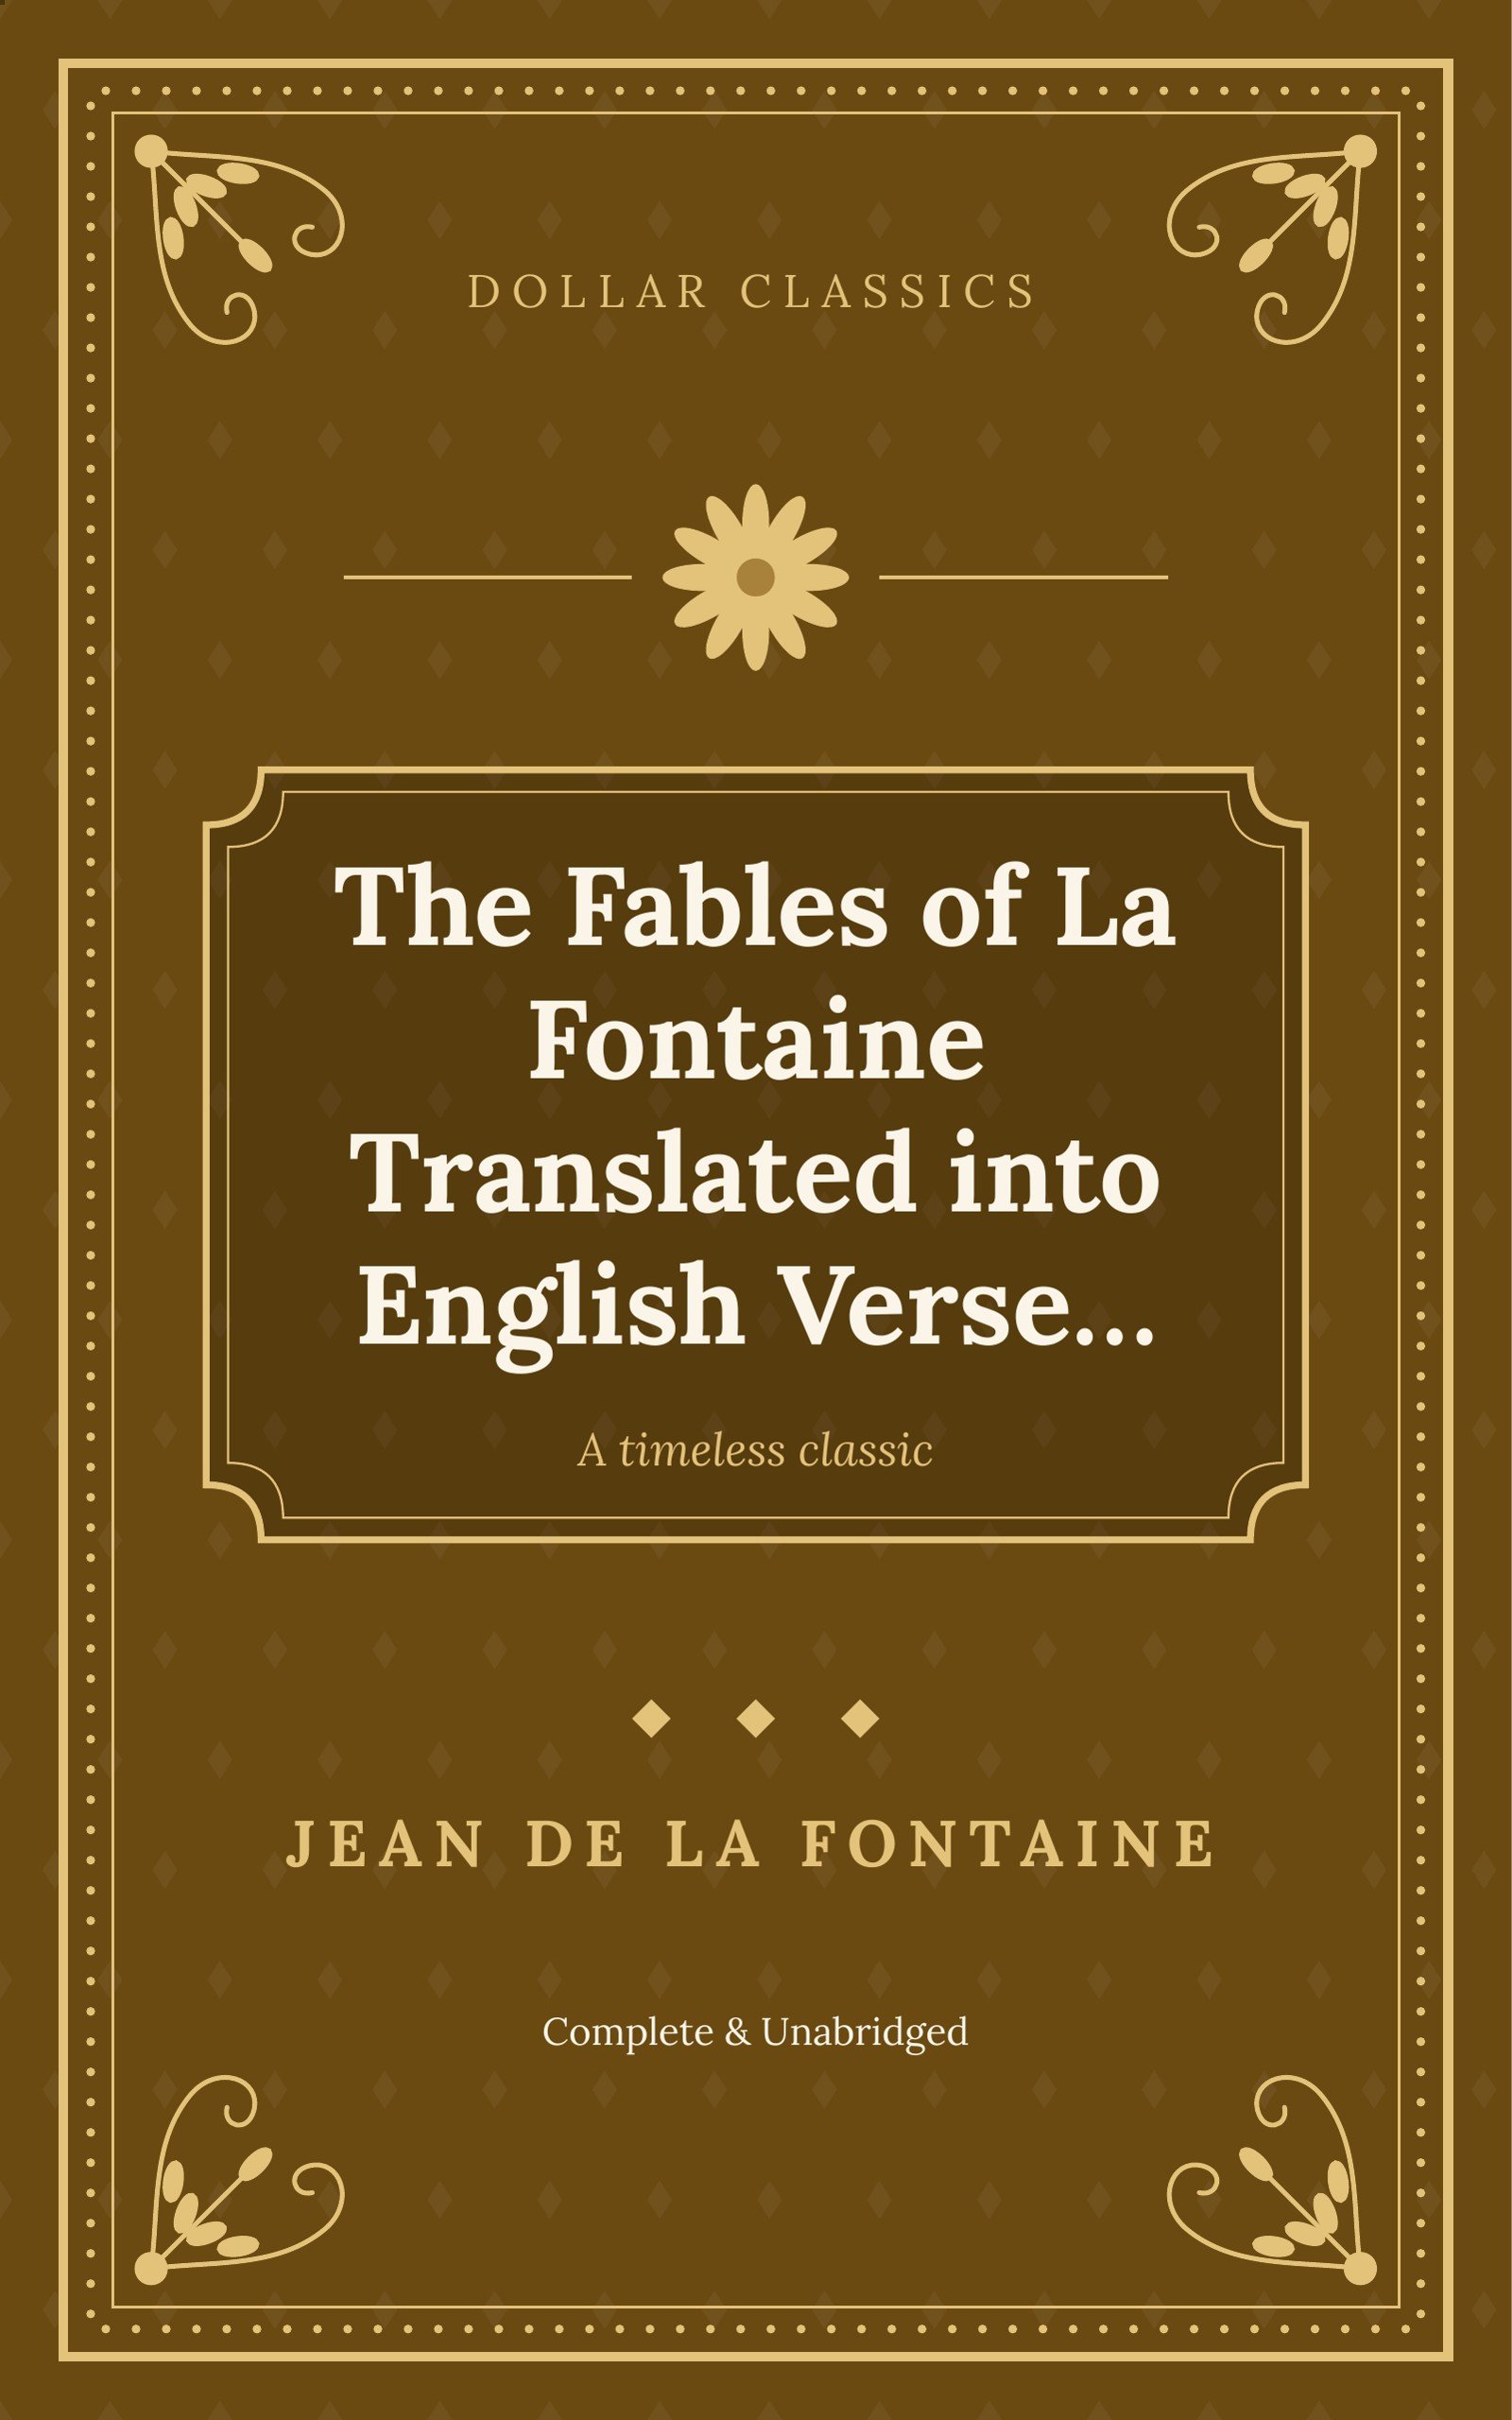 DOLLAR CLASSICS
The Fables of La
Fontaine
Translated into
English Verse...
A timeless classic
JEAN DE LA FONTAINE
Complete & Unabridged